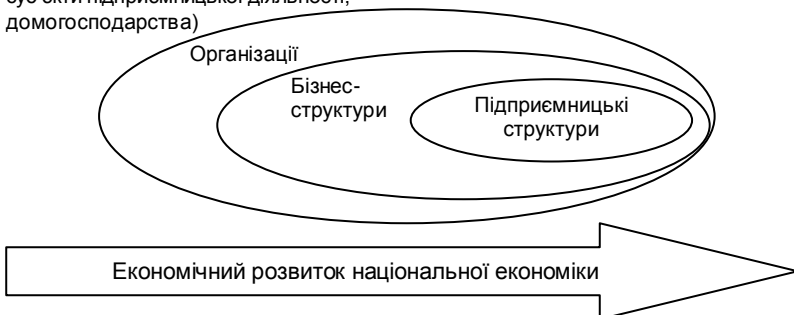 домогосподарства)
Організації
Бізнес-
структури
Підприємницькі
структури
Економічний розвиток національної економіки